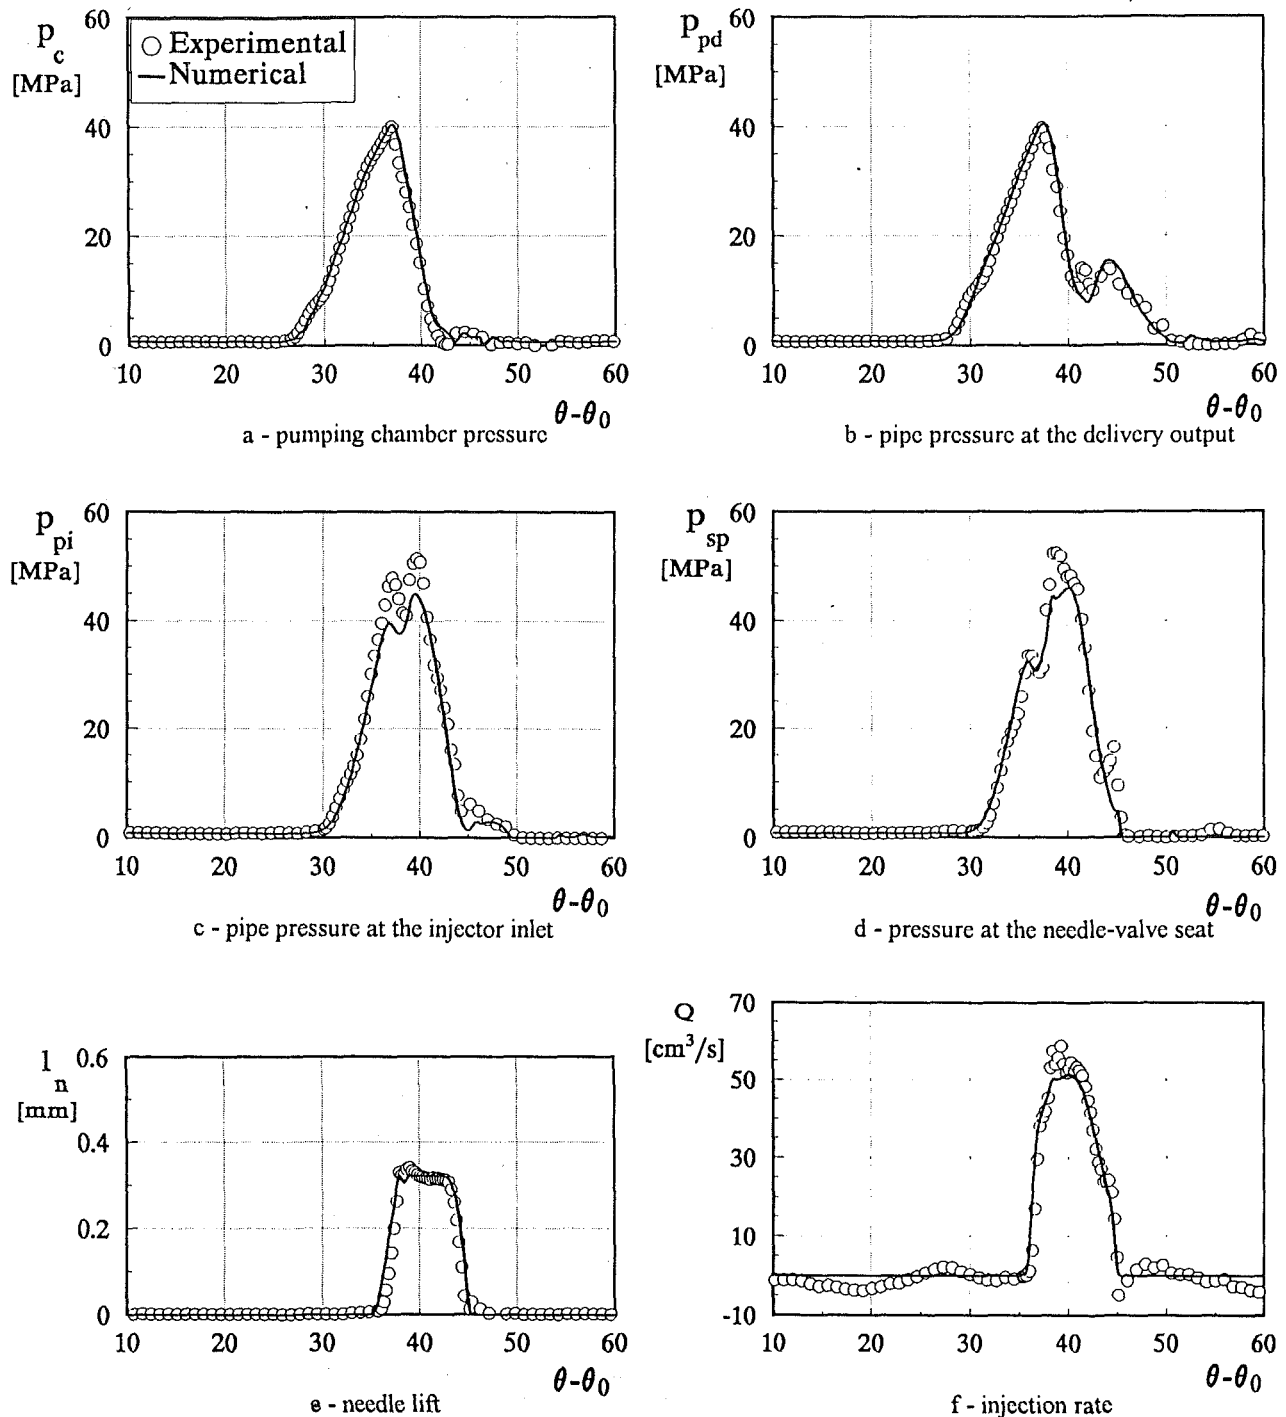 p_c
[MPa]
Experimental
Numerical
60
40
20
0
10 20 30 40 50 60
θ-θ₀
a - pumping chamber pressure
p_pd
[MPa]
60
40
20
0
10 20 30 40 50 60
θ-θ₀
b - pipe pressure at the delivery output
p_pi
[MPa]
60
40
20
0
10 20 30 40 50 60
θ-θ₀
c - pipe pressure at the injector inlet
p_sp
[MPa]
60
40
20
0
10 20 30 40 50 60
θ-θ₀
d - pressure at the needle-valve seat
l_n
[mm]
0.6
0.4
0.2
0
10 20 30 40 50 60
θ-θ₀
e - needle lift
Q
[cm³/s]
70
50
30
10
-10
10 20 30 40 50 60
θ-θ₀
f - injection rate